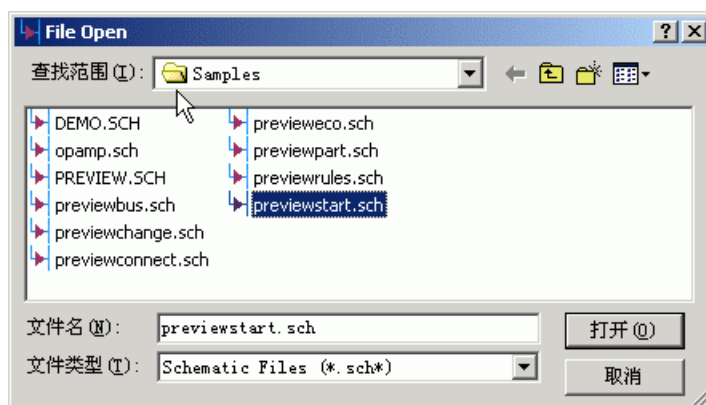 File Open
查找范围(I): Samples
DEMO.SCH previeweco.sch
opamp.sch previewpart.sch
PREVIEW.SCH previewrules.sch
previewbus.sch previewstart.sch
previewchange.sch
previewconnect.sch
文件名(N): previewstart.sch 打开(O)
文件类型(T): Schematic Files (*.sch*)
取消